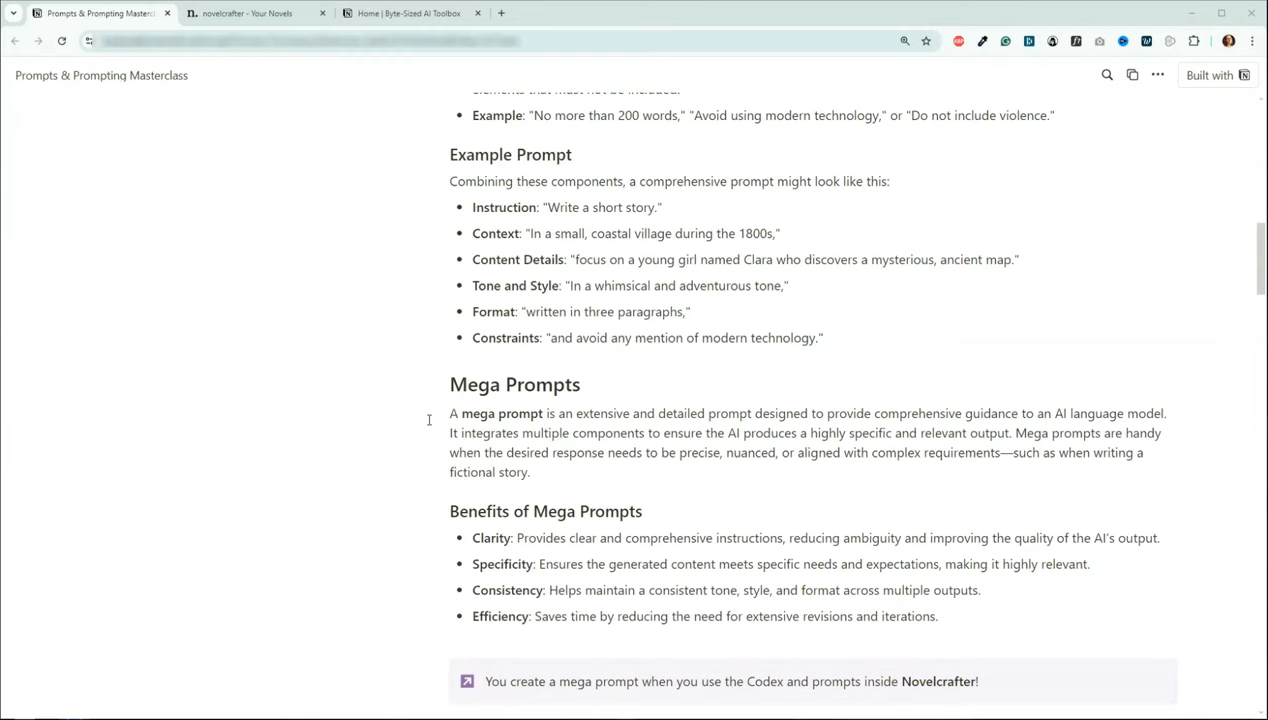 Prompts & Prompting Mastercl
novelcrafter - Your Novels
Home | Byte-Sized AI Toolbox
Prompts & Prompting Masterclass
Built with
elements that must not be included.
• Example: "No more than 200 words," "Avoid using modern technology," or "Do not include violence."
Example Prompt
Combining these components, a comprehensive prompt might look like this:
• Instruction: "Write a short story."
• Context: "In a small, coastal village during the 1800s,"
• Content Details: "focus on a young girl named Clara who discovers a mysterious, ancient map."
• Tone and Style: "In a whimsical and adventurous tone,"
• Format: "written in three paragraphs,"
• Constraints: "and avoid any mention of modern technology."
Mega Prompts
A mega prompt is an extensive and detailed prompt designed to provide comprehensive guidance to an AI language model.
It integrates multiple components to ensure the AI produces a highly specific and relevant output. Mega prompts are handy
when the desired response needs to be precise, nuanced, or aligned with complex requirements—such as when writing a
fictional story.
Benefits of Mega Prompts
• Clarity: Provides clear and comprehensive instructions, reducing ambiguity and improving the quality of the AI's output.
• Specificity: Ensures the generated content meets specific needs and expectations, making it highly relevant.
• Consistency: Helps maintain a consistent tone, style, and format across multiple outputs.
• Efficiency: Saves time by reducing the need for extensive revisions and iterations.
You create a mega prompt when you use the Codex and prompts inside Novelcrafter!